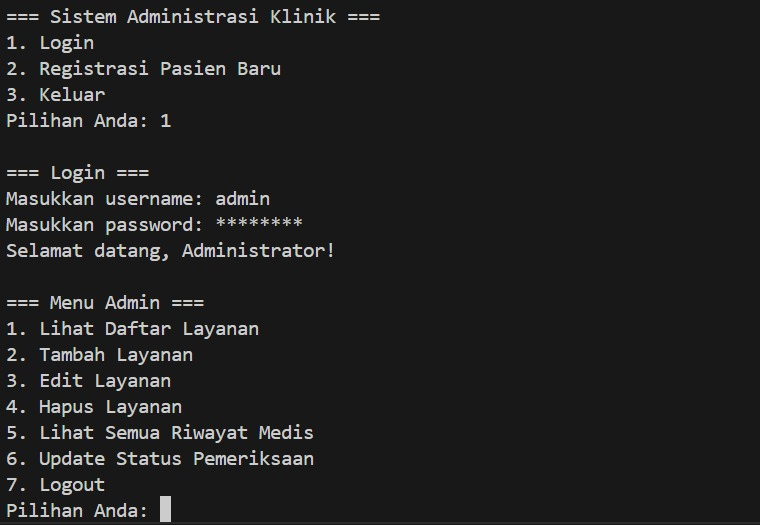 === Sistem Administrasi Klinik ===
1. Login
2. Registrasi Pasien Baru
3. Keluar
Pilihan Anda: 1
=== Login ===
Masukkan username: admin
Masukkan password: ********
Selamat datang, Administrator!
=== Menu Admin ===
1. Lihat Daftar Layanan
2. Tambah Layanan
3. Edit Layanan
4. Hapus Layanan
5. Lihat Semua Riwayat Medis
6. Update Status Pemeriksaan
7. Logout
Pilihan Anda: